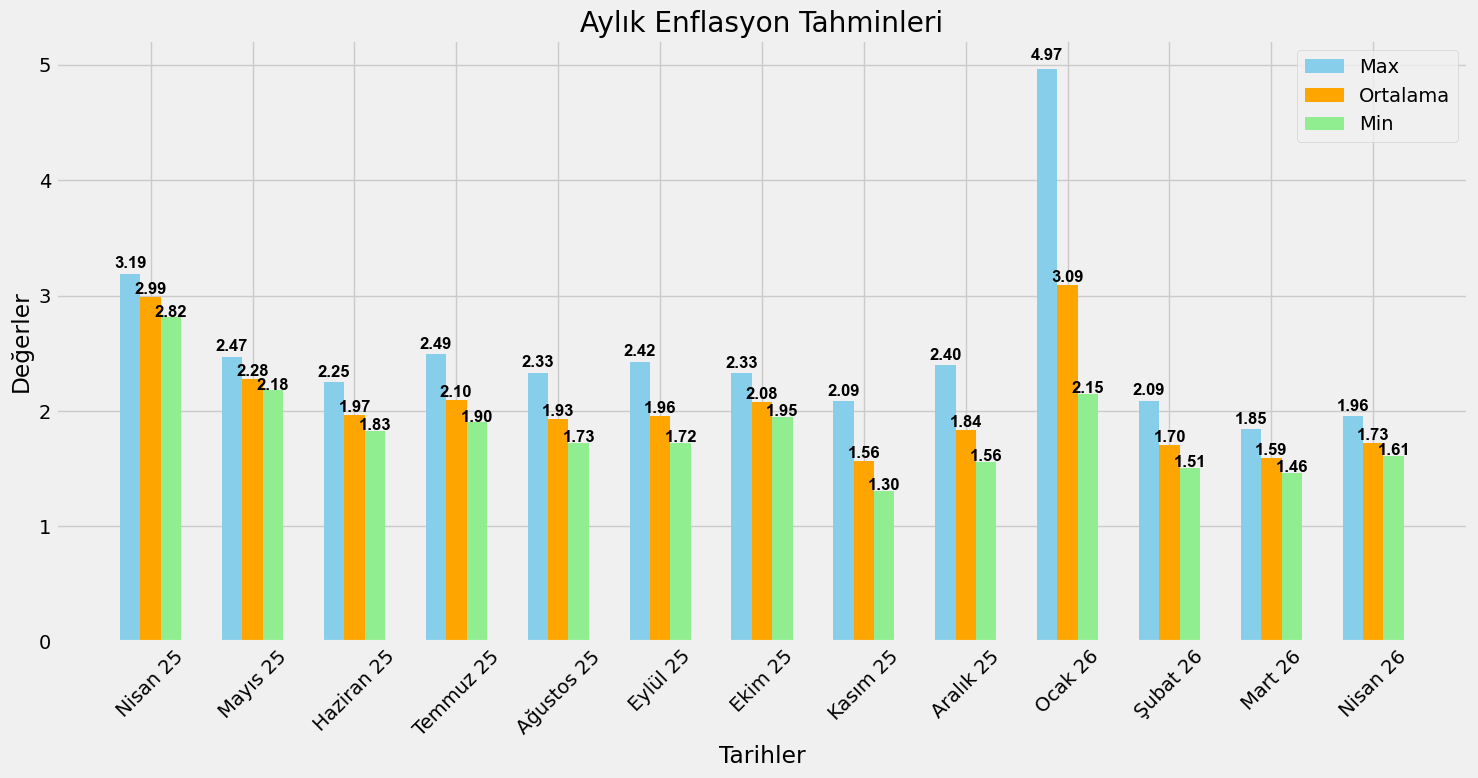 Aylık Enflasyon Tahminleri
Max
Ortalama
Min
Değerler
5
4
3
2
1
0
3.19
2.99
2.82
2.47
2.28
2.18
2.25
1.97
1.83
2.49
2.10
1.90
2.33
1.93
1.73
2.42
1.96
1.72
2.33
2.08
1.95
2.09
1.56
1.30
2.40
1.84
1.56
4.97
3.09
2.15
2.09
1.70
1.51
1.85
1.59
1.46
1.96
1.73
1.61
Nisan 25
Mayıs 25
Haziran 25
Temmuz 25
Ağustos 25
Eylül 25
Ekim 25
Kasım 25
Aralık 25
Ocak 26
Şubat 26
Mart 26
Nisan 26
Tarihler